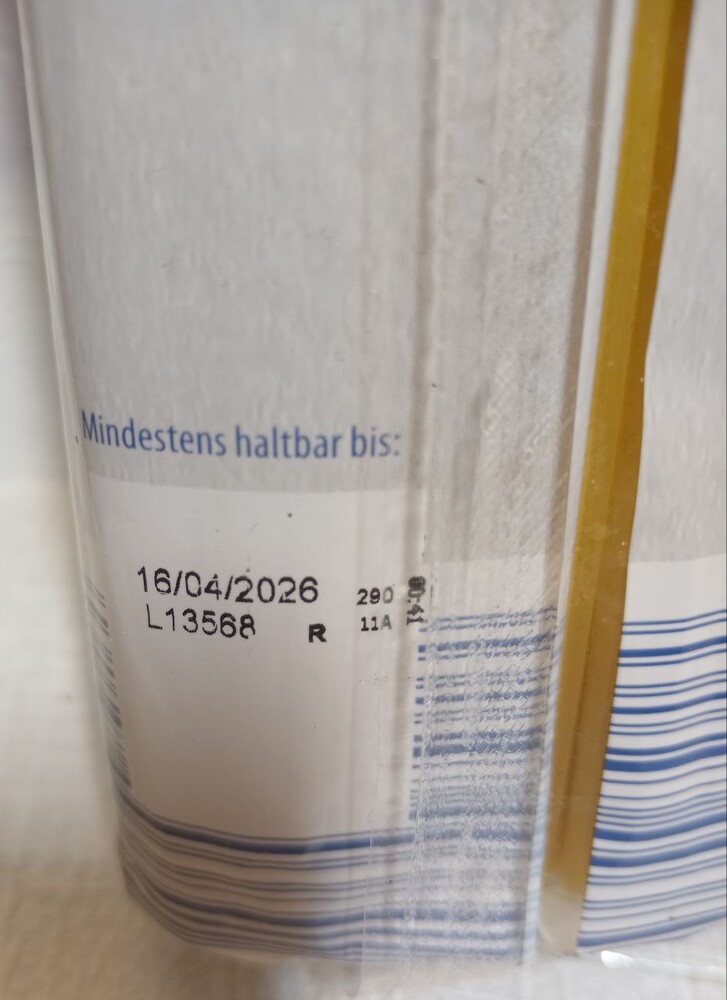 Mindestens haltbar bis:
16/04/2026 290
L13568 R 11A